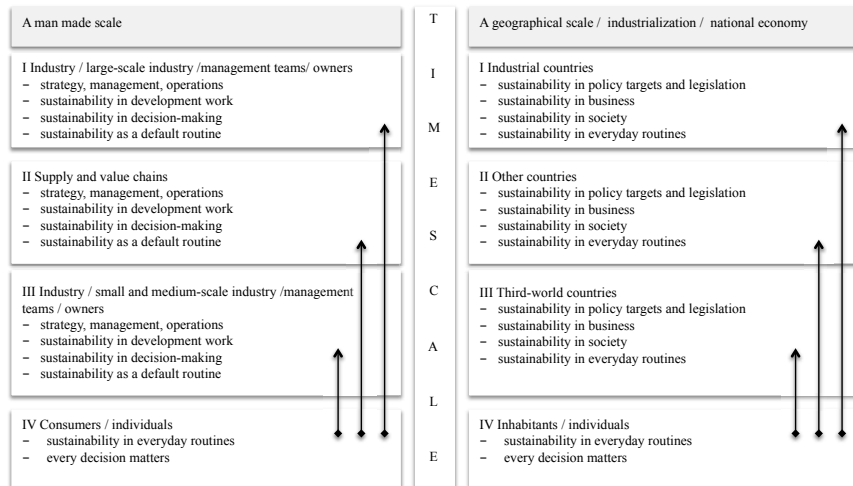 A man made scale
I Industry / large-scale industry /management teams/ owners
– strategy, management, operations
– sustainability in development work
– sustainability in decision-making
– sustainability as a default routine
II Supply and value chains
– strategy, management, operations
– sustainability in development work
– sustainability in decision-making
– sustainability as a default routine
III Industry / small and medium-scale industry /management
teams / owners
– strategy, management, operations
– sustainability in development work
– sustainability in decision-making
– sustainability as a default routine
IV Consumers / individuals
– sustainability in everyday routines
– every decision matters
T
I
M
E
S
C
A
L
E
A geographical scale / industrialization / national economy
I Industrial countries
– sustainability in policy targets and legislation
– sustainability in business
– sustainability in society
– sustainability in everyday routines
II Other countries
– sustainability in policy targets and legislation
– sustainability in business
– sustainability in society
– sustainability in everyday routines
III Third-world countries
– sustainability in policy targets and legislation
– sustainability in business
– sustainability in society
– sustainability in everyday routines
IV Inhabitants / individuals
– sustainability in everyday routines
– every decision matters